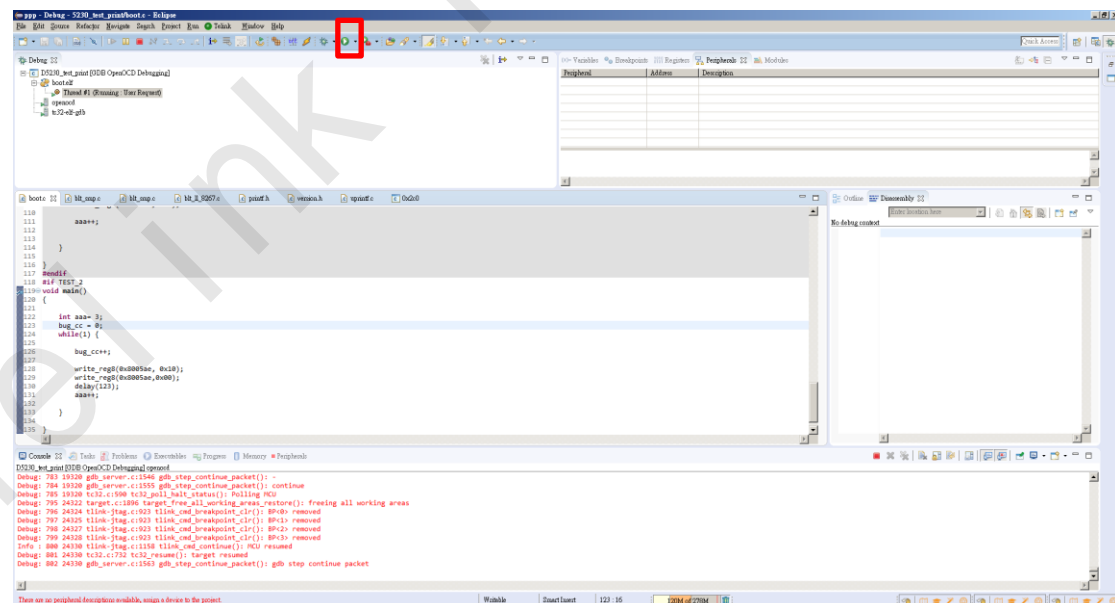 ppp - Debug - 5230_test_print/boot.c - Eclipse
File Edit Source Refactor Navigate Search Project Run Telink Window Help
Quick Access
Debug
(x)= Variables Breakpoints Registers Peripherals Modules
D5230_test_print [GDB OpenOCD Debugging]
boot.elf
Thread #1 (Running : User Request)
openocd
tc32-elf-gdb
Peripheral Address Description
boot.c blt_smp.c blt_smp.c blt_ll_8267.c printf.h version.h uprintf.c 0x2c0
Outline Disassembly
Enter location here
No debug context
110
111 aaa++;
112
113
114 }
115
116 }
117 #endif
118 #if TEST_2
119 void main()
120 {
121
122 int aaa= 3;
123 bug_cc = 0;
124 while(1) {
125
126 bug_cc++;
127
128 write_reg8(0x8005ae, 0x10);
129 write_reg8(0x8005ae,0x00);
130 delay(123);
131 aaa++;
132
133 }
134
135 }
Console Tasks Problems Executables Progress Memory Peripherals
D5230_test_print [GDB OpenOCD Debugging] openocd
Debug: 783 19320 gdb_server.c:1546 gdb_step_continue_packet(): -
Debug: 784 19320 gdb_server.c:1555 gdb_step_continue_packet(): continue
Debug: 785 19320 tc32.c:590 tc32_poll_halt_status(): Polling MCU
Debug: 795 24322 target.c:1896 target_free_all_working_areas_restore(): freeing all working areas
Debug: 796 24324 tlink-jtag.c:923 tlink_cmd_breakpoint_clr(): BP<0> removed
Debug: 797 24325 tlink-jtag.c:923 tlink_cmd_breakpoint_clr(): BP<1> removed
Debug: 798 24327 tlink-jtag.c:923 tlink_cmd_breakpoint_clr(): BP<2> removed
Debug: 799 24328 tlink-jtag.c:923 tlink_cmd_breakpoint_clr(): BP<3> removed
Info : 800 24330 tlink-jtag.c:1158 tlink_cmd_continue(): MCU resumed
Debug: 801 24330 tc32.c:732 tc32_resume(): target resumed
Debug: 802 24330 gdb_server.c:1563 gdb_step_continue_packet(): gdb step continue packet
There are no peripheral descriptions available, assign a device to the project.
Writable Smart Insert 123 : 16 120M of 278M